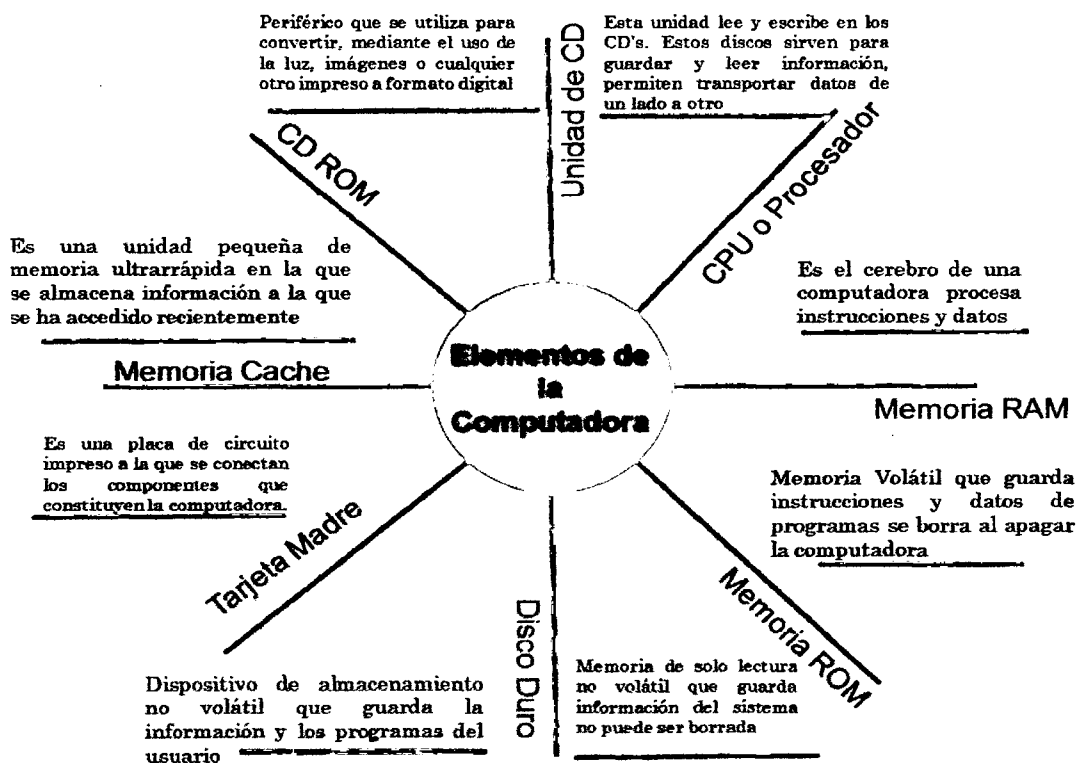 Periférico que se utiliza para
convertir, mediante el uso de
la luz, imágenes o cualquier
otro impreso a formato digital
CD ROM
Unidad de CD
Esta unidad lee y escribe en los
CD's. Estos discos sirven para
guardar y leer información,
permiten transportar datos de
un lado a otro
CPU o Procesador
Es una unidad pequeña de
memoria ultrarrápida en la que
se almacena información a la que
se ha accedido recientemente
Memoria Cache
Es el cerebro de una
computadora procesa
instrucciones y datos
Elementos de
la
Computadora
Memoria RAM
Es una placa de circuito
impreso a la que se conectan
los componentes que
constituyen la computadora.
Tarjeta Madre
Memoria Volátil que guarda
instrucciones y datos de
programas se borra al apagar
la computadora
Memoria ROM
Disco Duro
Dispositivo de almacenamiento
no volátil que guarda la
información y los programas del
usuario
Memoria de solo lectura
no volátil que guarda
información del sistema
no puede ser borrada